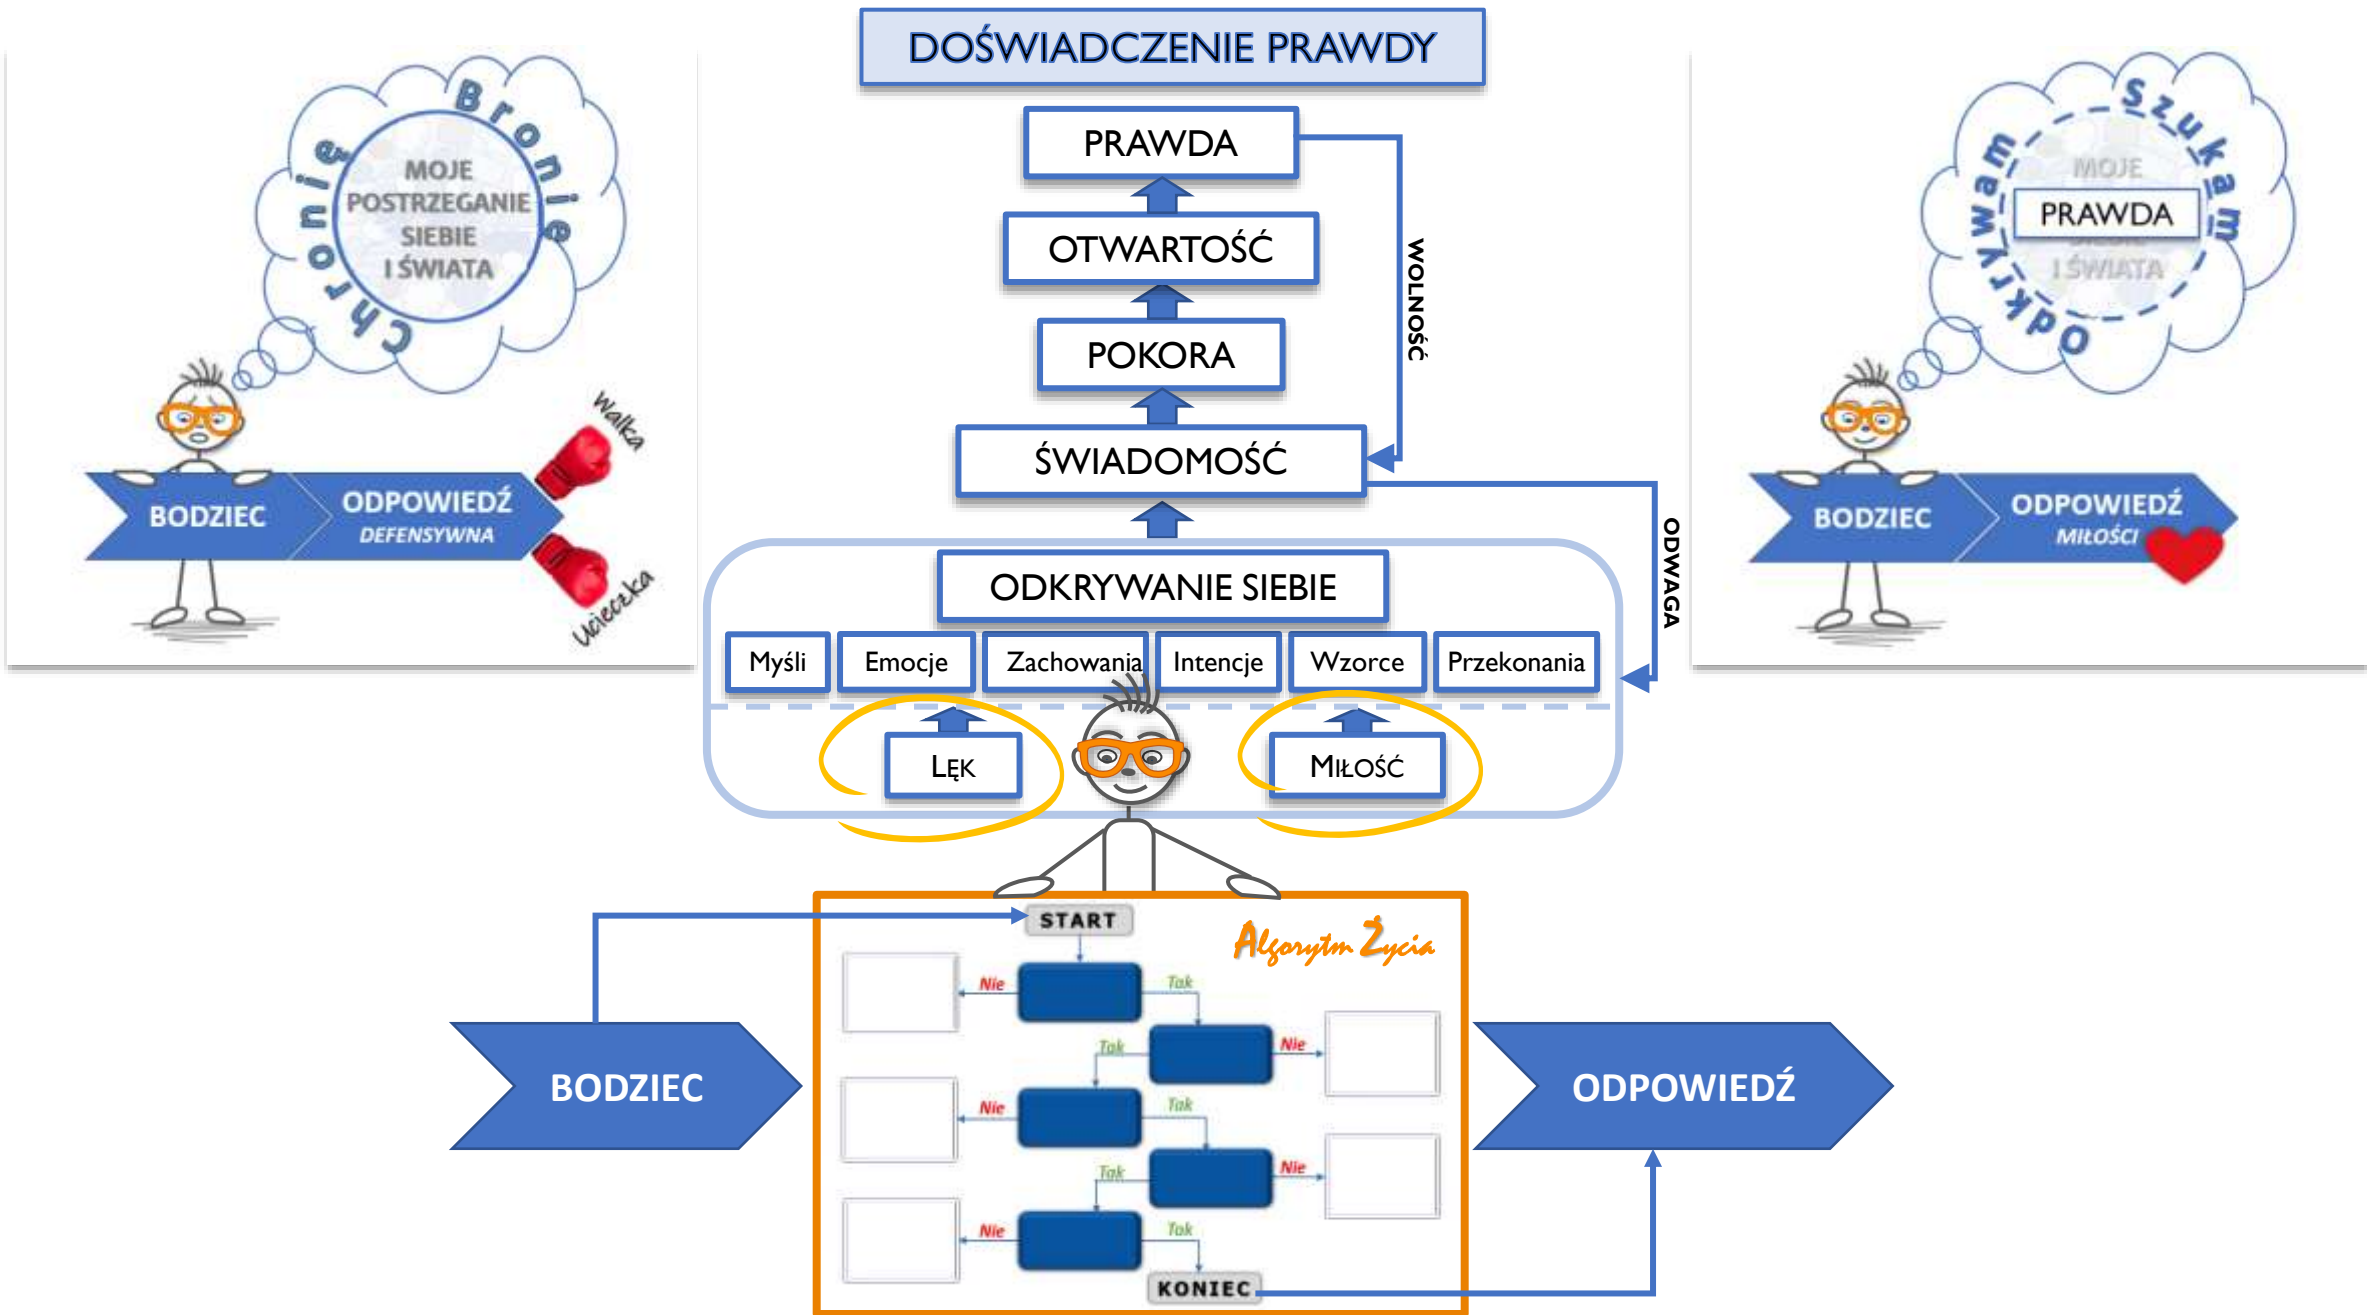 DOŚWIADCZENIE PRAWDY
Chronię
Bronię
MOJE
POSTRZEGANIE
SIEBIE
I ŚWIATA
BODZIEC
ODPOWIEDŹ
DEFENSYWNA
Walka
Ucieczka
PRAWDA
OTWARTOŚĆ
POKORA
ŚWIADOMOŚĆ
WOLNOŚĆ
ODWAGA
ODKRYWANIE SIEBIE
Myśli
Emocje
Zachowania
Intencje
Wzorce
Przekonania
LĘK
MIŁOŚĆ
Odkrywam
Szukam
MOJE
PRAWDA
I ŚWIATA
BODZIEC
ODPOWIEDŹ
MIŁOŚCI
START
Algorytm Życia
Nie
Tak
Tak
Nie
Nie
Tak
Tak
Nie
Nie
Tak
KONIEC
BODZIEC
ODPOWIEDŹ